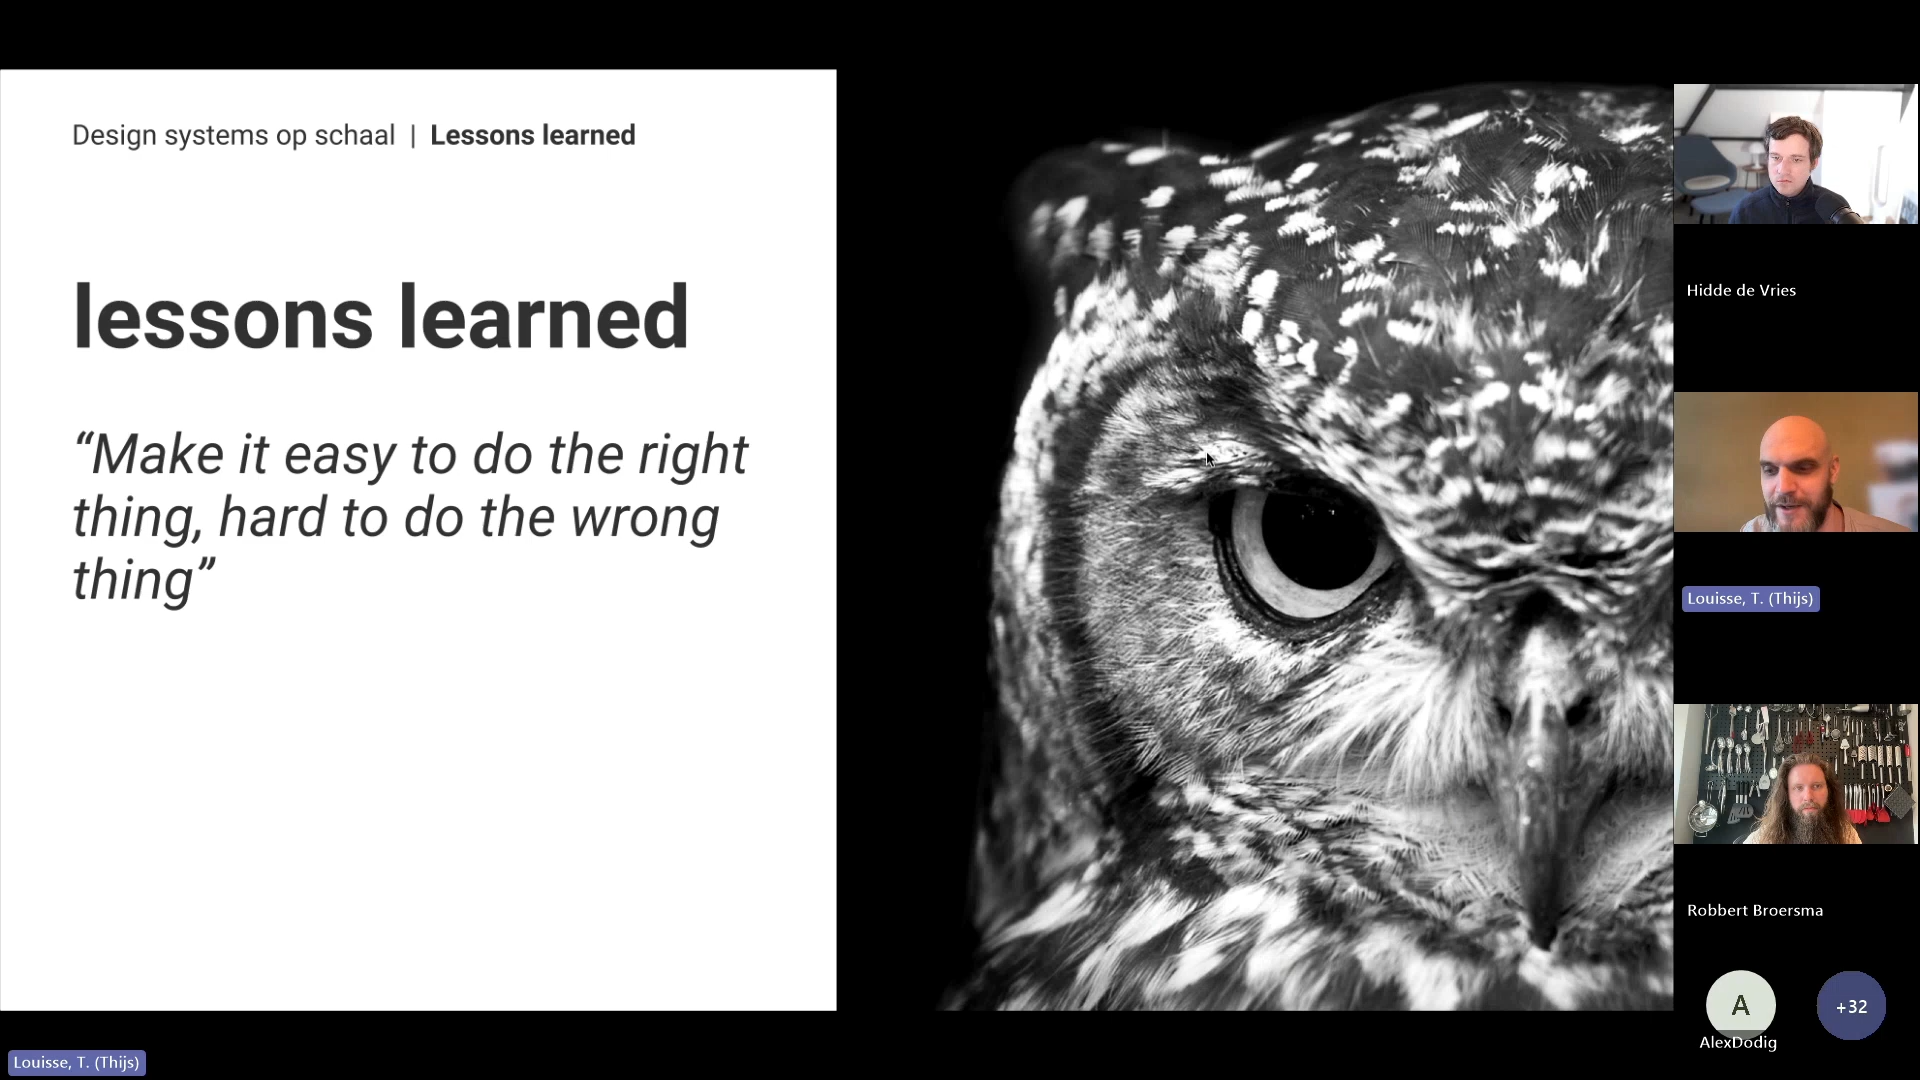 Design systems op schaal | Lessons learned
lessons learned
“Make it easy to do the right
thing, hard to do the wrong
thing”
Hidde de Vries
Louisse, T. (Thijs)
Robbert Broersma
A
+32
AlexDodig
Louisse, T. (Thijs)